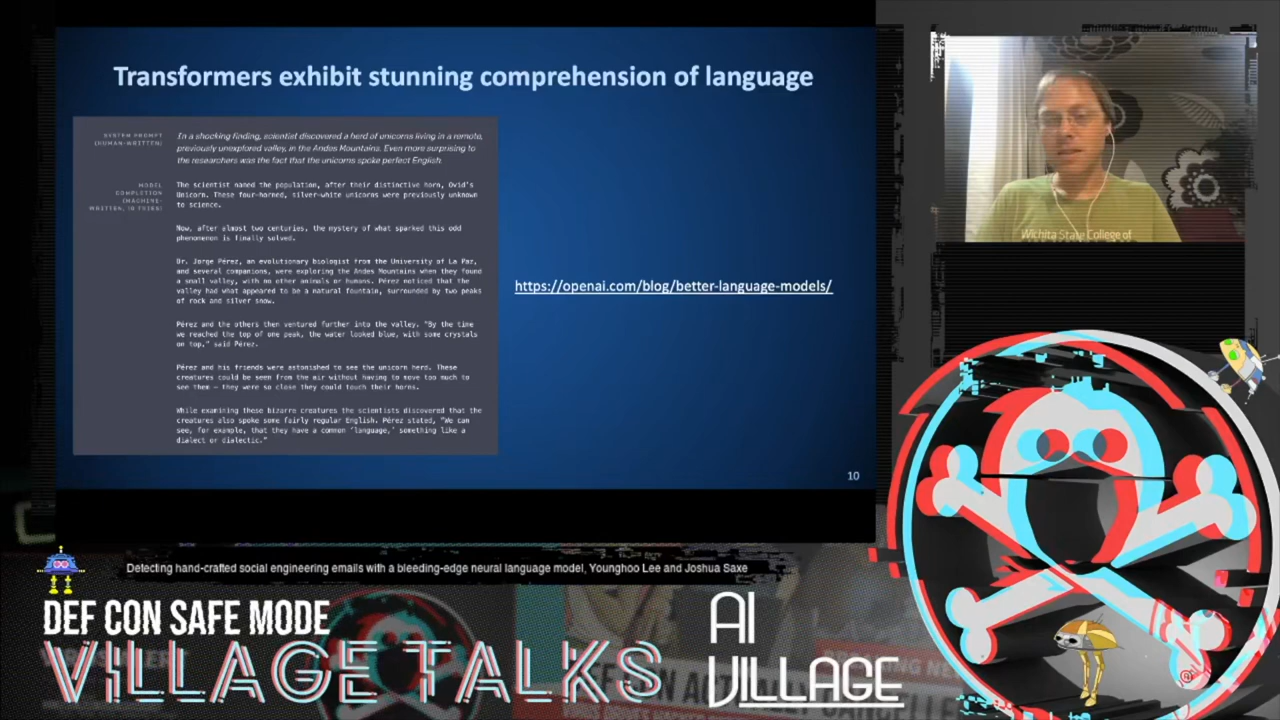 Transformers exhibit stunning comprehension of language
SYSTEM PROMPT
(HUMAN-WRITTEN)
In a shocking finding, scientist discovered a herd of unicorns living in a remote,
previously unexplored valley, in the Andes Mountains. Even more surprising to
the researchers was the fact that the unicorns spoke perfect English.
MODEL
COMPLETION
(MACHINE-
WRITTEN, 10 TRIES)
The scientist named the population, after their distinctive horn, Ovid's
Unicorn. These four-horned, silver-white unicorns were previously unknown
to science.
Now, after almost two centuries, the mystery of what sparked this odd
phenomenon is finally solved.
Dr. Jorge Pérez, an evolutionary biologist from the University of La Paz,
and several companions, were exploring the Andes Mountains when they found
a small valley, with no other animals or humans. Pérez noticed that the
valley had what appeared to be a natural fountain, surrounded by two peaks
of rock and silver snow.
Pérez and the others then ventured further into the valley. "By the time
we reached the top of one peak, the water looked blue, with some crystals
on top," said Pérez.
Pérez and his friends were astonished to see the unicorn herd. These
creatures could be seen from the air without having to move too much to
see them – they were so close they could touch their horns.
While examining these bizarre creatures the scientists discovered that the
creatures also spoke some fairly regular English. Pérez stated, "We can
see, for example, that they have a common 'language,' something like a
dialect or dialectic."
https://openai.com/blog/better-language-models/
10
Wichita State College of
Detecting hand-crafted social engineering emails with a bleeding-edge neural language model, Younghoo Lee and Joshua Saxe
DEF CON SAFE MODE
VILLAGE TALKS
AI
VILLAGE